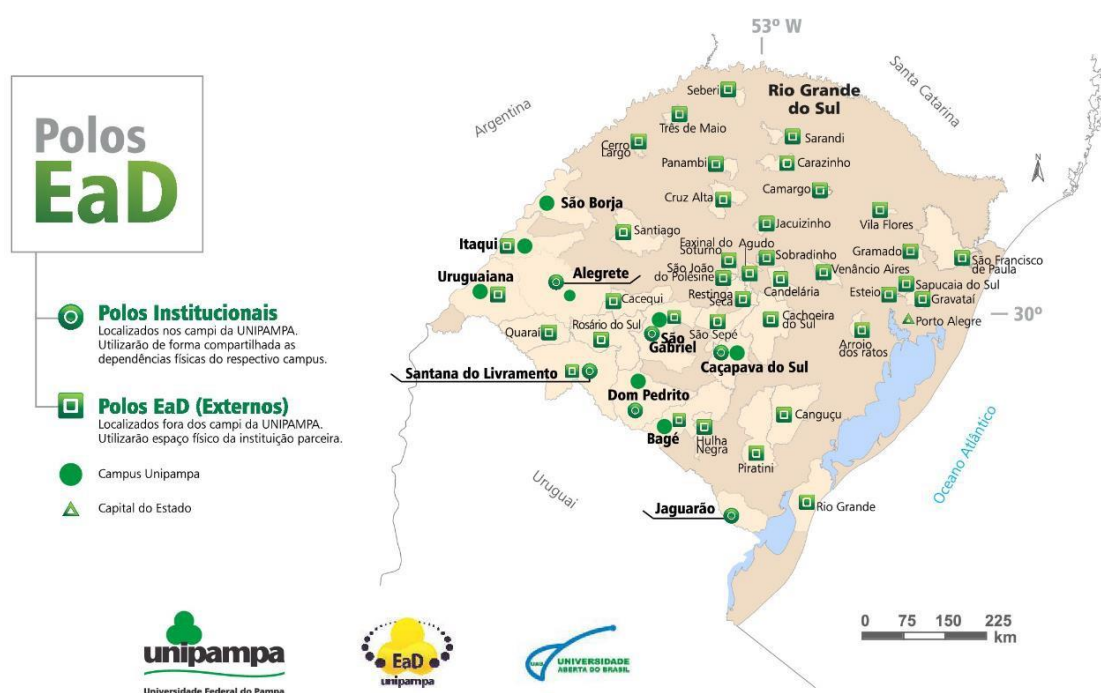 Polos
EaD
Polos Institucionais
Localizados nos campi da UNIPAMPA.
Utilizarão de forma compartilhada as
dependências físicas do respectivo campus.
Polos EaD (Externos)
Localizados fora dos campi da UNIPAMPA.
Utilizarão espaço físico da instituição parceira.
Campus Unipampa
Capital do Estado
53º W
Argentina
Santa Catarina
Rio Grande
do Sul
Seberi
Três de Maio
Sarandi
Cerro
Largo
Panambi
Carazinho
N
Cruz Alta
Camargo
São Borja
Vila Flores
Santiago
Jacuizinho
Itaqui
Faxinal do
Soturno
Agudo
Sobradinho
Gramado
São Francisco
de Paula
Uruguaiana
Alegrete
São João
do Polêsine
Venâncio Aires
Candelária
Sapucaia do Sul
Esteio
Gravataí
Cacequi
Restinga
Seca
Porto Alegre
30º
Quarai
Rosário do Sul
São
Gabriel
São Sepé
Cachoeira
do Sul
Arroio
dos ratos
Santana do Livramento
Caçapava do Sul
Dom Pedrito
Canguçu
Bagé
Hulha
Negra
Piratini
Uruguai
Oceano Atlântico
Jaguarão
Rio Grande
0 75 150 225
km
unipampa
Universidade Federal do Pampa
EaD
unipampa
UAB
UNIVERSIDADE
ABERTA DO BRASIL